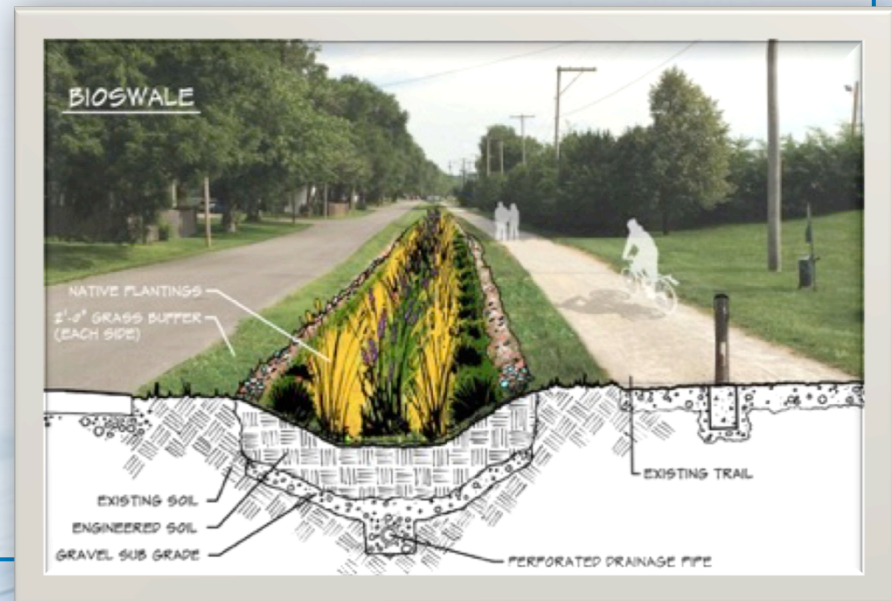 BIOSWALE
NATIVE PLANTINGS
2'-0" GRASS BUFFER
(EACH SIDE)
EXISTING TRAIL
EXISTING SOIL
ENGINEERED SOIL
GRAVEL SUB GRADE
PERFORATED DRAINAGE PIPE